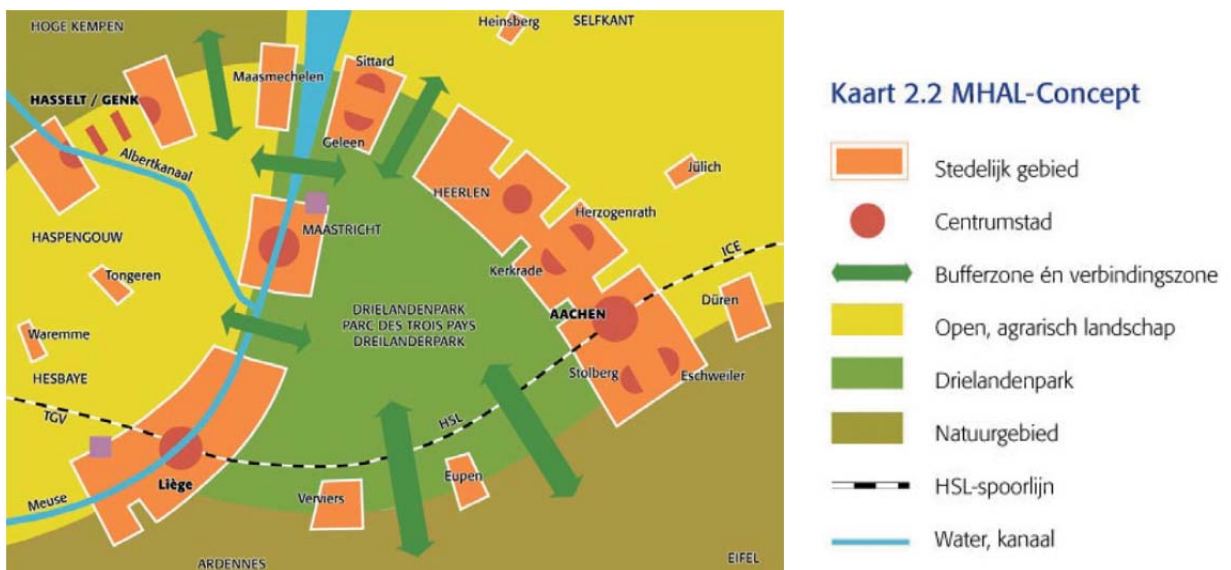 HOGE KEMPEN
Heinsberg
SELFKANT
Maasmechelen
Sittard
HASSELT / GENK
Geleen
Albertkanaal
HEERLEN
Jülich
HASPENGOUW
MAASTRICHT
Herzogenrath
Tongeren
Kerkrade
ICE
DRIELANDENPARK
PARC DES TROIS PAYS
DREILANDERPARK
AACHEN
Düren
Waremme
HESBAYE
Stolberg
Eschweiler
TGV
HSL
Liège
Eupen
Verviers
Meuse
ARDENNES
EIFEL
Kaart 2.2 MHAL-Concept
Stedelijk gebied
Centrumstad
Bufferzone én verbindingszone
Open, agrarisch landschap
Drielandenpark
Natuurgebied
HSL-spoorlijn
Water, kanaal